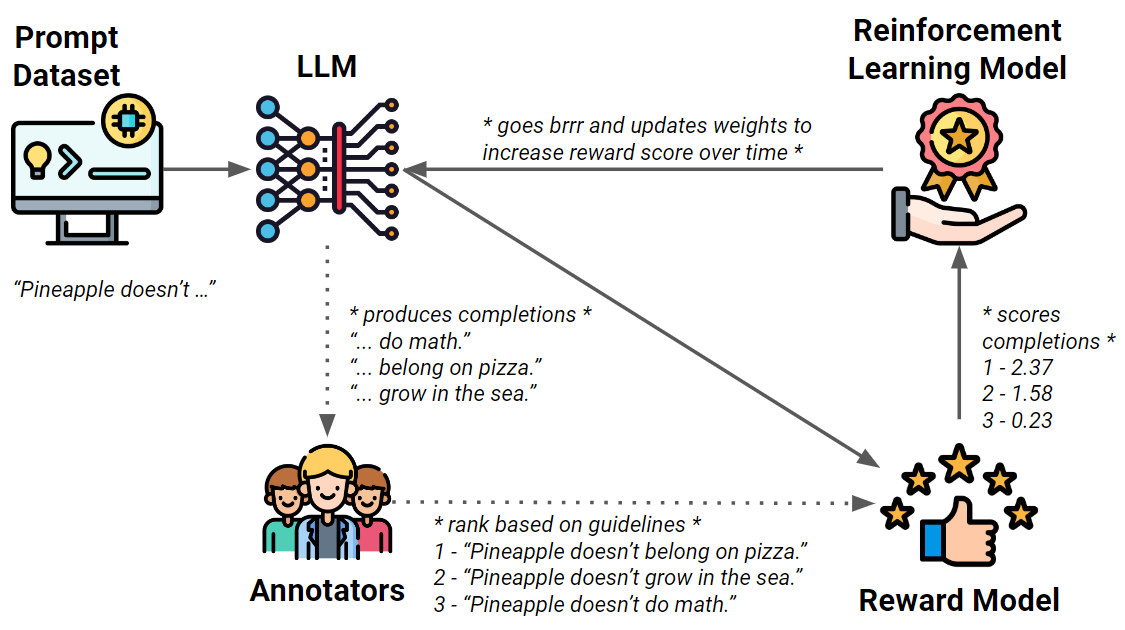 Prompt
Dataset
LLM
Reinforcement
Learning Model
* goes brrr and updates weights to
increase reward score over time *
“Pineapple doesn’t ...”
* produces completions *
“... do math.”
“... belong on pizza.”
“... grow in the sea.”
* scores
completions *
1 - 2.37
2 - 1.58
3 - 0.23
Annotators
* rank based on guidelines *
1 - “Pineapple doesn’t belong on pizza.”
2 - “Pineapple doesn’t grow in the sea.”
3 - “Pineapple doesn’t do math.”
Reward Model